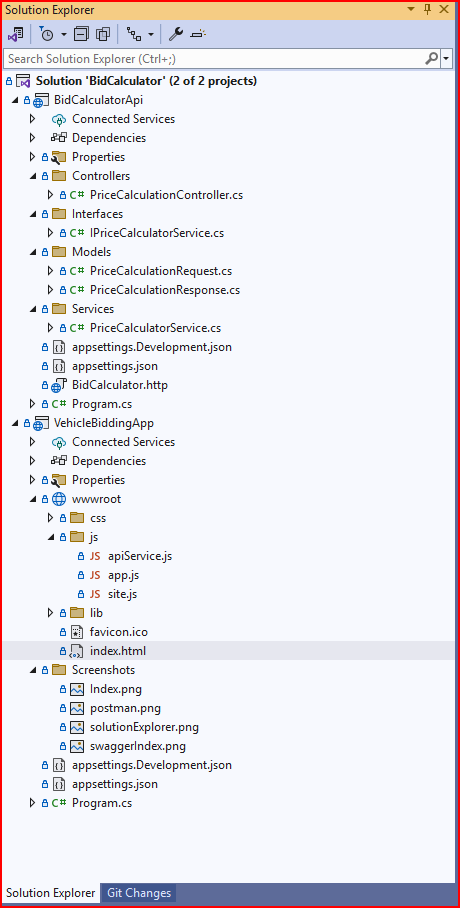 Solution Explorer
Search Solution Explorer (Ctrl+;)
Solution 'BidCalculator' (2 of 2 projects)
BidCalculatorApi
Connected Services
Dependencies
Properties
Controllers
C# PriceCalculationController.cs
Interfaces
C# IPriceCalculatorService.cs
Models
C# PriceCalculationRequest.cs
C# PriceCalculationResponse.cs
Services
C# PriceCalculatorService.cs
appsettings.Development.json
appsettings.json
BidCalculator.http
C# Program.cs
VehicleBiddingApp
Connected Services
Dependencies
Properties
wwwroot
css
js
JS apiService.js
JS app.js
JS site.js
lib
favicon.ico
index.html
Screenshots
Index.png
postman.png
solutionExplorer.png
swaggerIndex.png
appsettings.Development.json
appsettings.json
C# Program.cs
Solution Explorer Git Changes